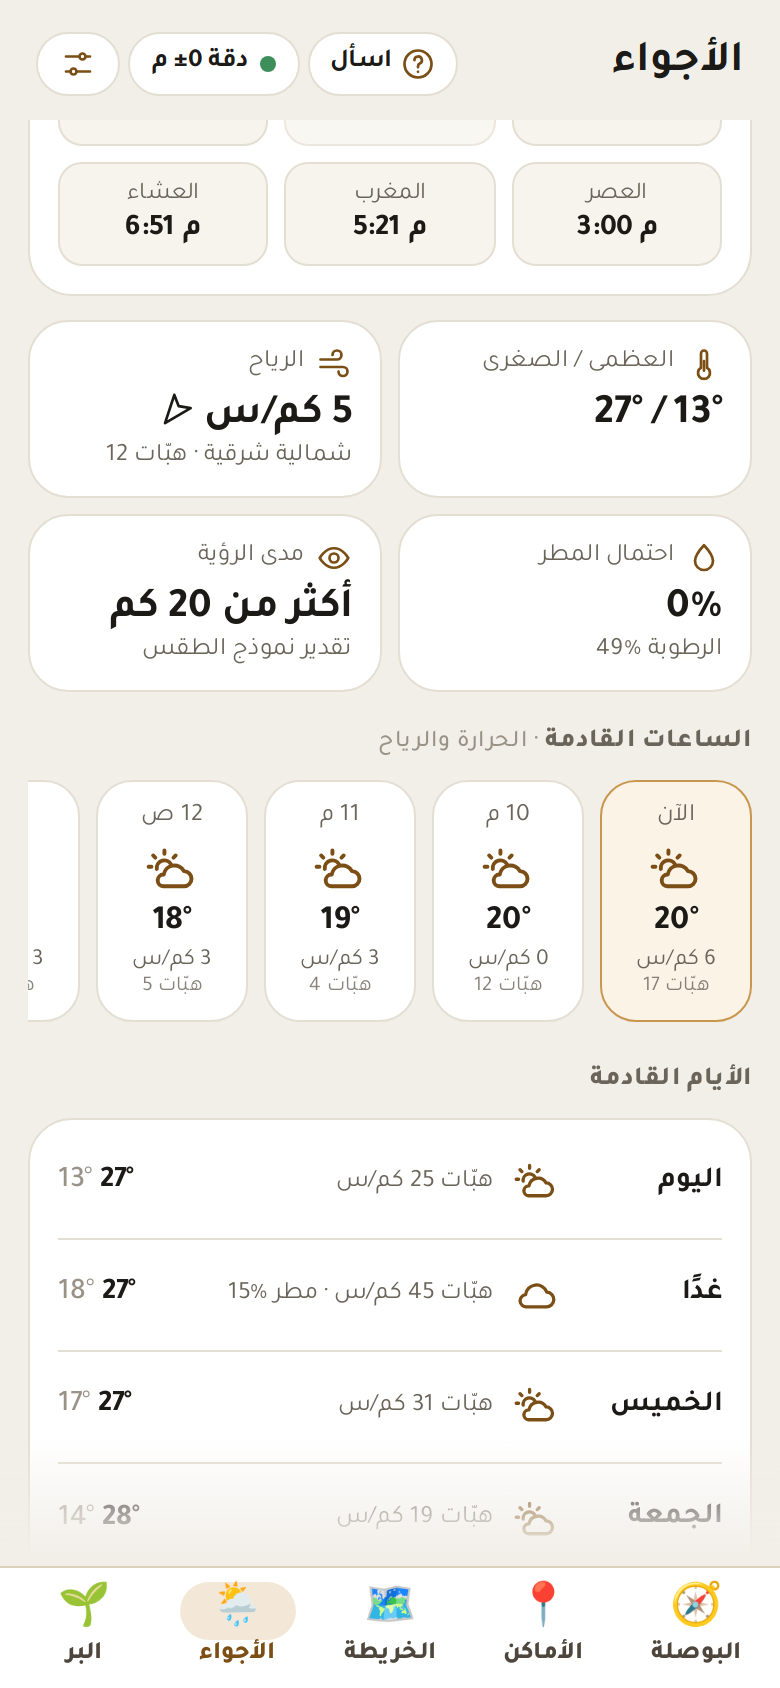 الأجواء
اسأل
دقة ±0 م
العصر
3:00 م
المغرب
5:21 م
العشاء
6:51 م
العظمى / الصغرى
27° / 13°
الرياح
5 كم/س
شمالية شرقية · هبّات 12
احتمال المطر
0%
الرطوبة 49%
مدى الرؤية
أكثر من 20 كم
تقدير نموذج الطقس
الساعات القادمة · الحرارة والرياح
الآن
20°
6 كم/س
هبّات 17
10 م
20°
0 كم/س
هبّات 12
11 م
19°
3 كم/س
هبّات 4
12 ص
18°
3 كم/س
هبّات 5
3
الأيام القادمة
اليوم
هبّات 25 كم/س
27° 13°
غدًا
هبّات 45 كم/س · مطر 15%
27° 18°
الخميس
هبّات 31 كم/س
27° 17°
الجمعة
هبّات 19 كم/س
28° 14°
البوصلة
الأماكن
الخريطة
الأجواء
البر